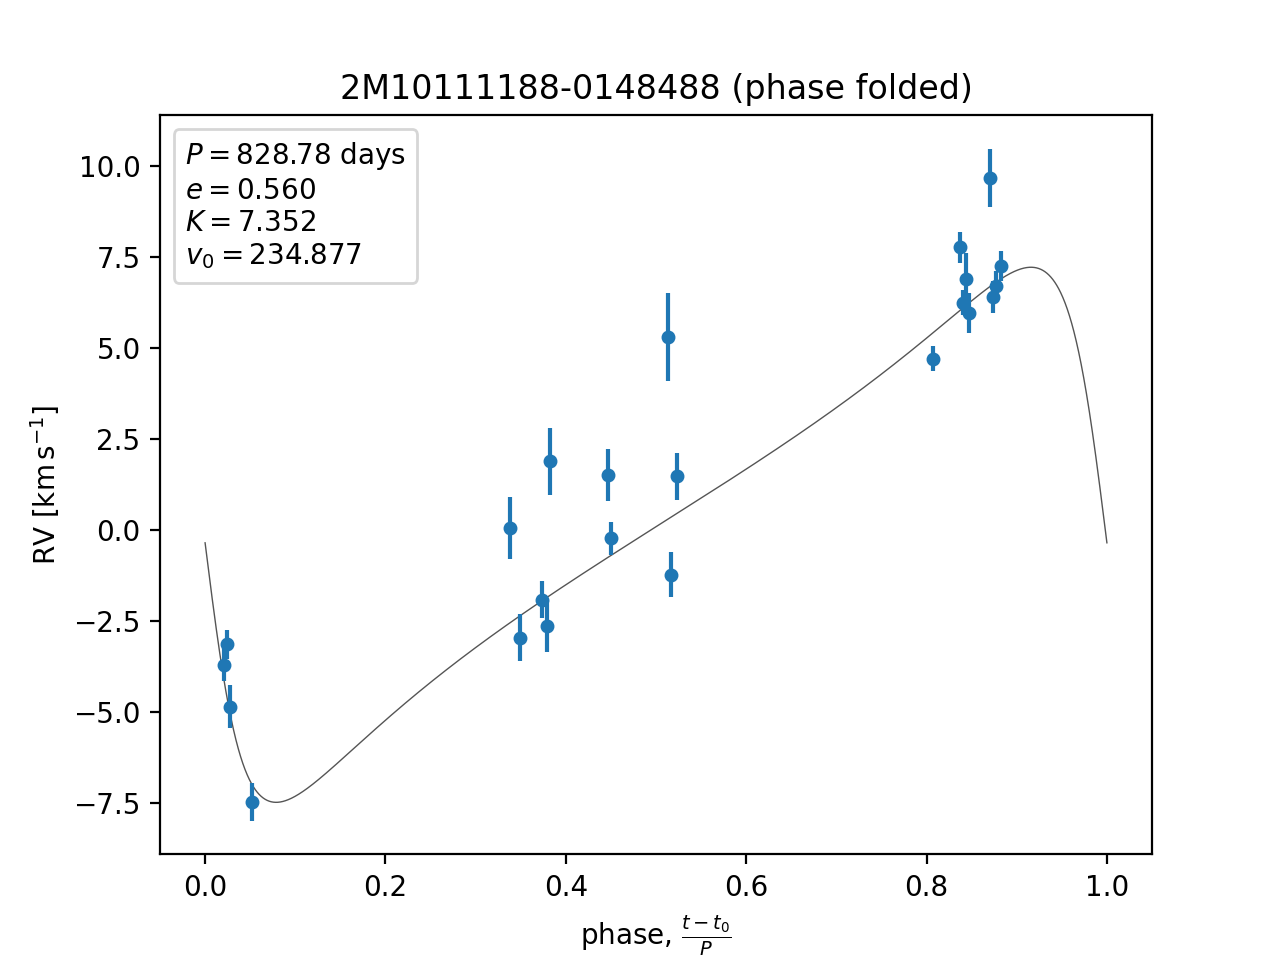 2M10111188-0148488 (phase folded)
P = 828.78 days
e = 0.560
K = 7.352
v₀ = 234.877
10.0
7.5
5.0
2.5
0.0
−2.5
−5.0
−7.5
RV [km s⁻¹]
0.0 0.2 0.4 0.6 0.8 1.0
phase, (t − t₀)/P